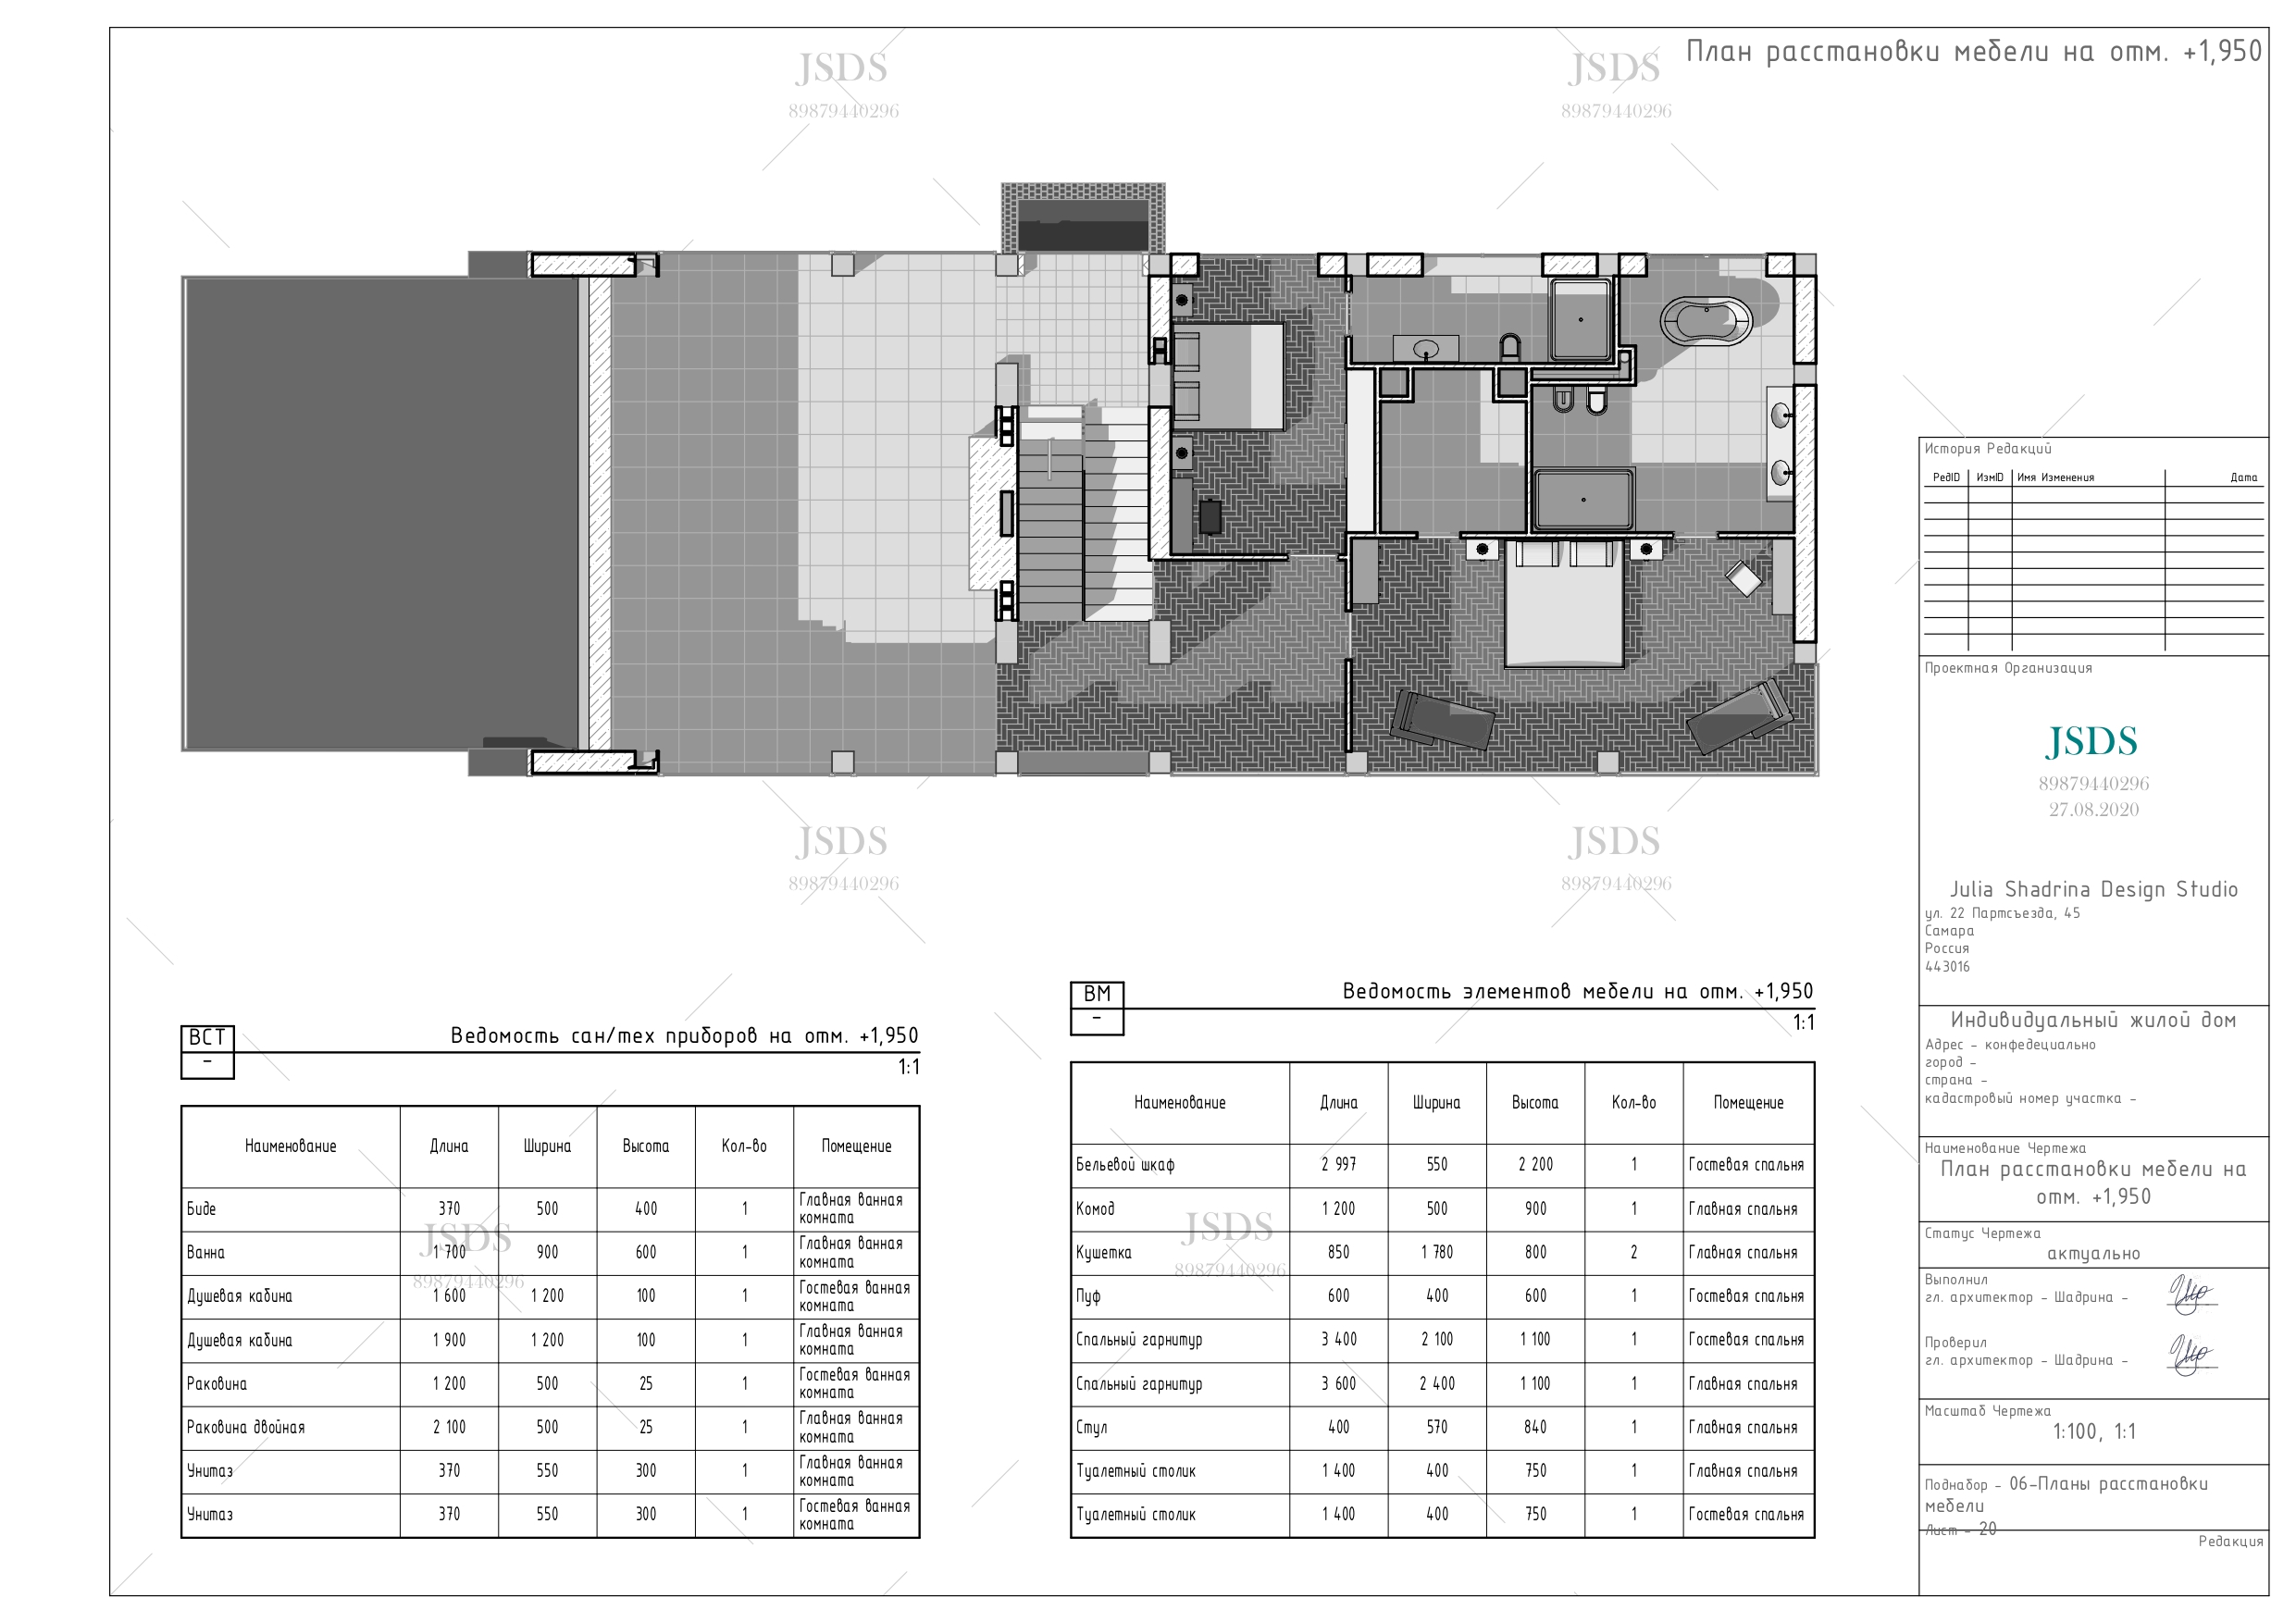 План расстановки мебели на отм. +1,950
JSDS
89879440296
JSDS
89879440296
JSDS
89879440296
JSDS
89879440296
ВСТ
-
Ведомость сан/тех приборов на отм. +1,950
1:1
Наименование Длина Ширина Высота Кол-во Помещение
Биде 370 500 400 1 Главная ванная комната
Ванна 1 700 900 600 1 Главная ванная комната
Душевая кабина 1 600 1 200 100 1 Гостевая ванная комната
Душевая кабина 1 900 1 200 100 1 Главная ванная комната
Раковина 1 200 500 25 1 Гостевая ванная комната
Раковина двойная 2 100 500 25 1 Главная ванная комната
Унитаз 370 550 300 1 Главная ванная комната
Унитаз 370 550 300 1 Гостевая ванная комната
JSDS
89879440296
ВМ
-
Ведомость элементов мебели на отм. +1,950
1:1
Наименование Длина Ширина Высота Кол-во Помещение
Бельевой шкаф 2 997 550 2 200 1 Гостевая спальня
Комод 1 200 500 900 1 Главная спальня
Кушетка 850 1 780 800 2 Главная спальня
Пуф 600 400 600 1 Гостевая спальня
Спальный гарнитур 3 400 2 100 1 100 1 Гостевая спальня
Спальный гарнитур 3 600 2 400 1 100 1 Главная спальня
Стул 400 570 840 1 Главная спальня
Туалетный столик 1 400 400 750 1 Главная спальня
Туалетный столик 1 400 400 750 1 Гостевая спальня
JSDS
89879440296
История Редакций
РедID ИзмID Имя Изменения Дата
Проектная Организация
JSDS
89879440296
27.08.2020
Julia Shadrina Design Studio
ул. 22 Партсъезда, 45
Самара
Россия
443016
Индивидуальный жилой дом
Адрес - конфедециально
город -
страна -
кадастровый номер участка -
Наименование Чертежа
План расстановки мебели на
отм. +1,950
Статус Чертежа
актуально
Выполнил
гл. архитектор - Шадрина -
Проверил
гл. архитектор - Шадрина -
Масштаб Чертежа
1:100, 1:1
Поднабор - 06-Планы расстановки
мебели
Лист - 20
Редакция